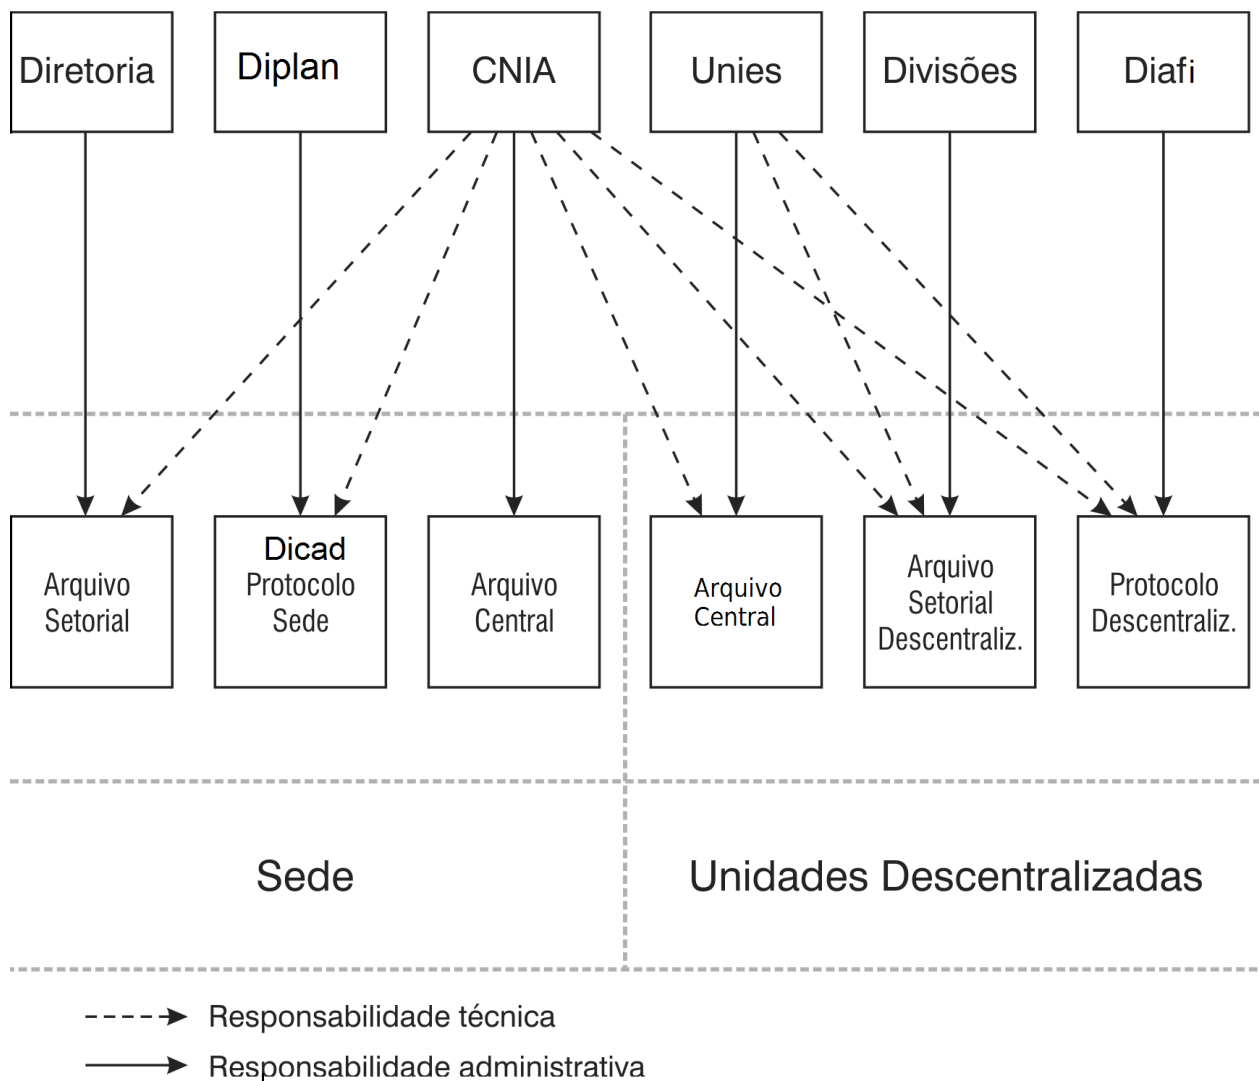 Diretoria
Diplan
CNIA
Unies
Divisões
Diafi
Arquivo
Setorial
Dicad
Protocolo
Sede
Arquivo
Central
Arquivo
Central
Arquivo
Setorial
Descentraliz.
Protocolo
Descentraliz.
Sede
Unidades Descentralizadas
Responsabilidade técnica
Responsabilidade administrativa